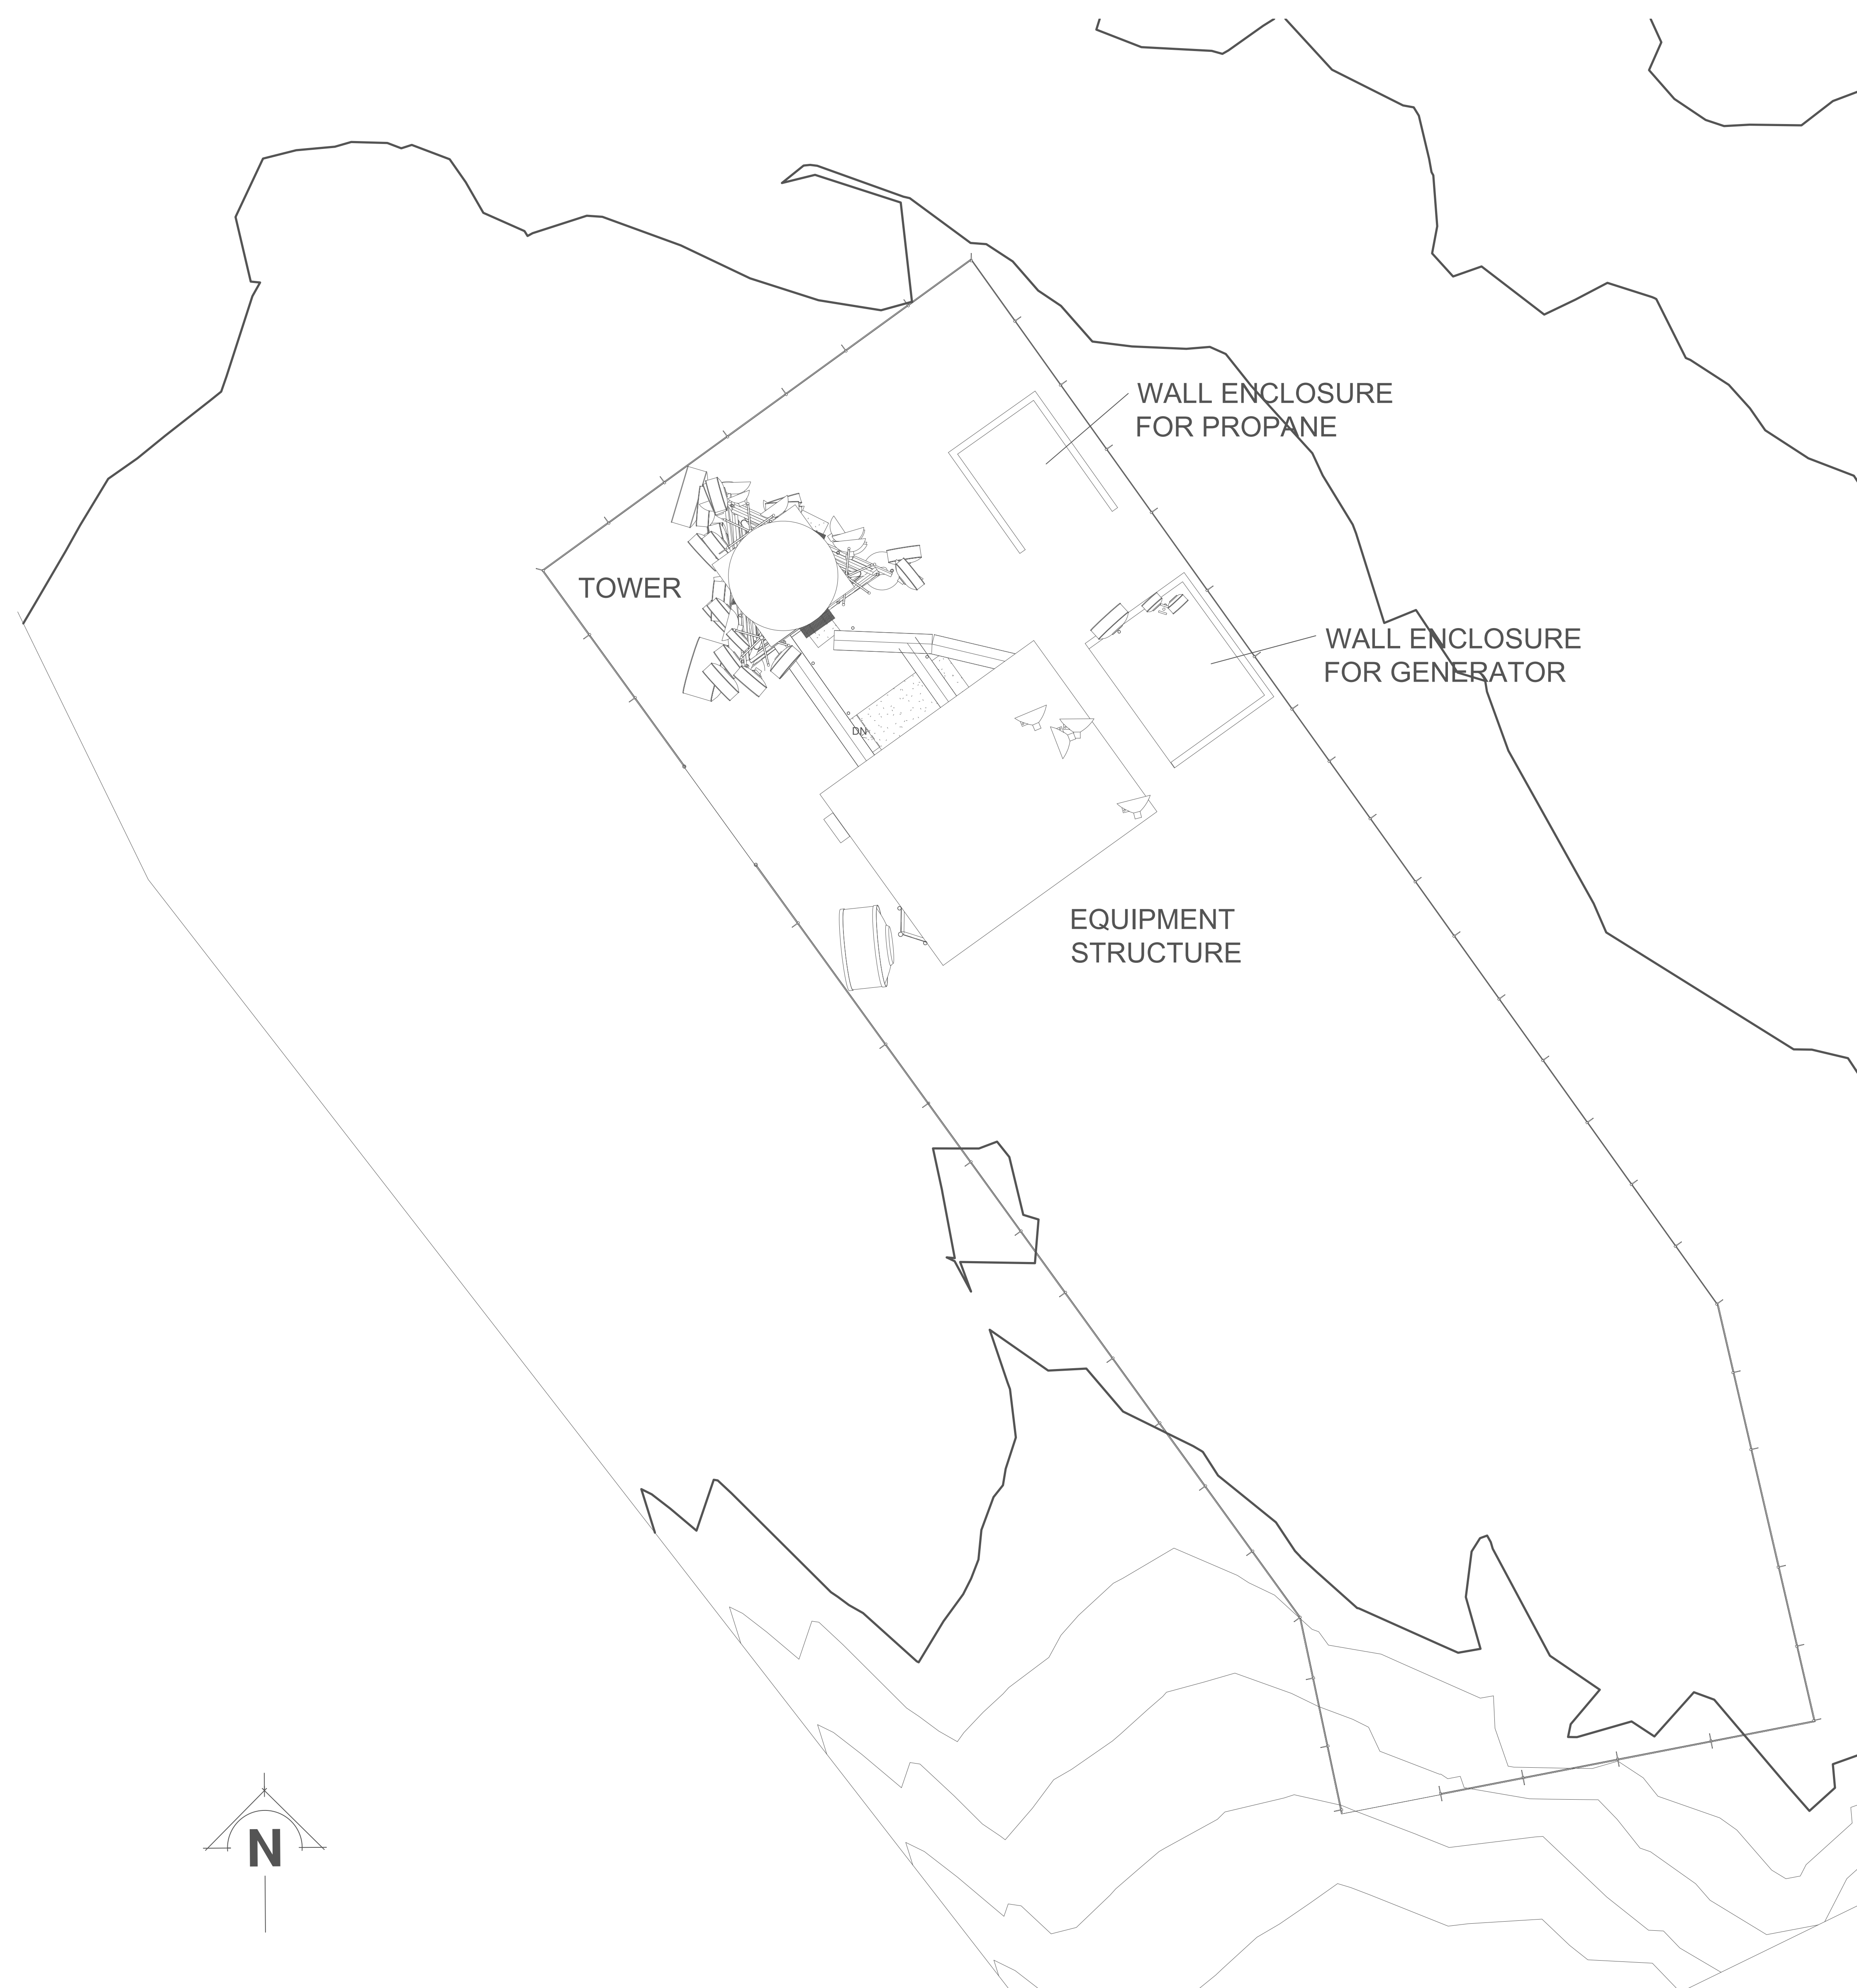 WALL ENCLOSURE
FOR PROPANE
TOWER
WALL ENCLOSURE
FOR GENERATOR
DN
EQUIPMENT
STRUCTURE
N